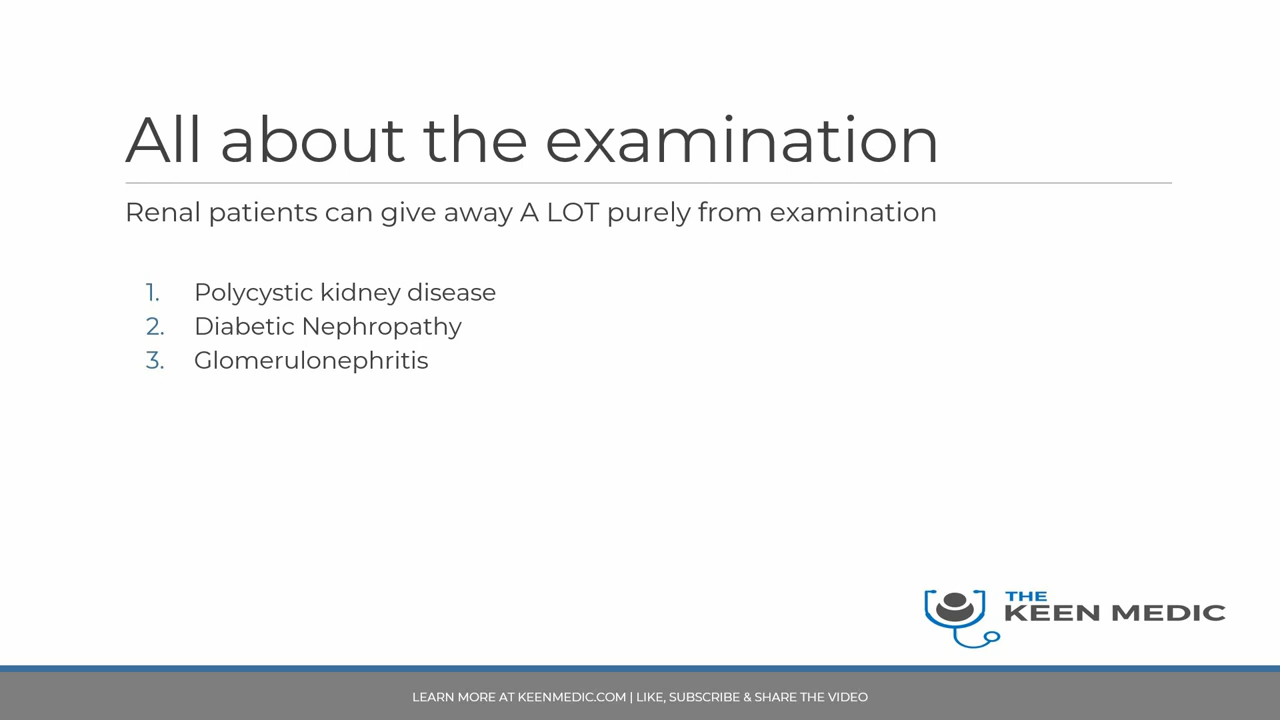 All about the examination
Renal patients can give away A LOT purely from examination
1. Polycystic kidney disease
2. Diabetic Nephropathy
3. Glomerulonephritis
THE
KEEN MEDIC
LEARN MORE AT KEENMEDIC.COM | LIKE, SUBSCRIBE & SHARE THE VIDEO